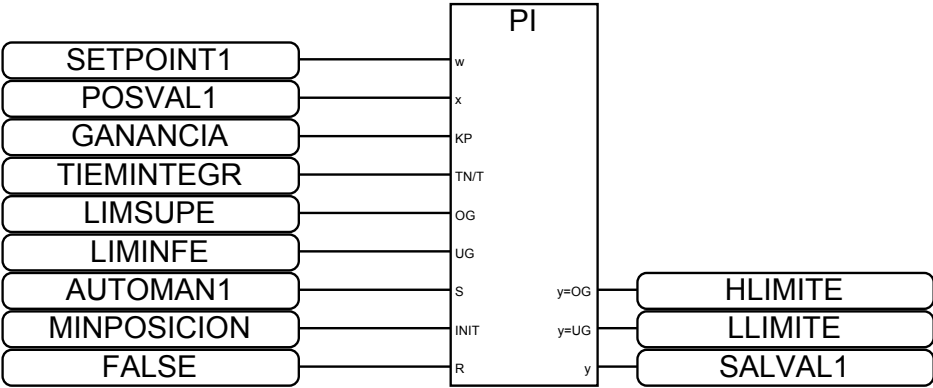 PI
SETPOINT1 w
POSVAL1 x
GANANCIA KP
TIEMINTEGR TN/T
LIMSUPE OG
LIMINFE UG
AUTOMAN1 S y=OG HLIMITE
MINPOSICION INIT y=UG LLIMITE
FALSE R y SALVAL1